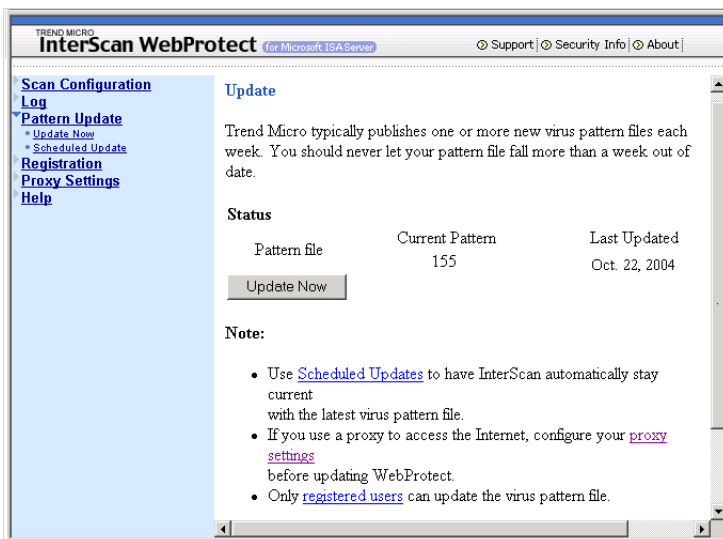 TREND MICRO
InterScan WebProtect for Microsoft ISA Server
Support
Security Info
About
Scan Configuration
Log
Pattern Update
Update Now
Scheduled Update
Registration
Proxy Settings
Help
Update
Trend Micro typically publishes one or more new virus pattern files each
week. You should never let your pattern file fall more than a week out of
date.
Status
Current Pattern
Last Updated
Pattern file
155
Oct. 22, 2004
Update Now
Note:
Use Scheduled Updates to have InterScan automatically stay
current
with the latest virus pattern file.
If you use a proxy to access the Internet, configure your proxy
settings
before updating WebProtect.
Only registered users can update the virus pattern file.